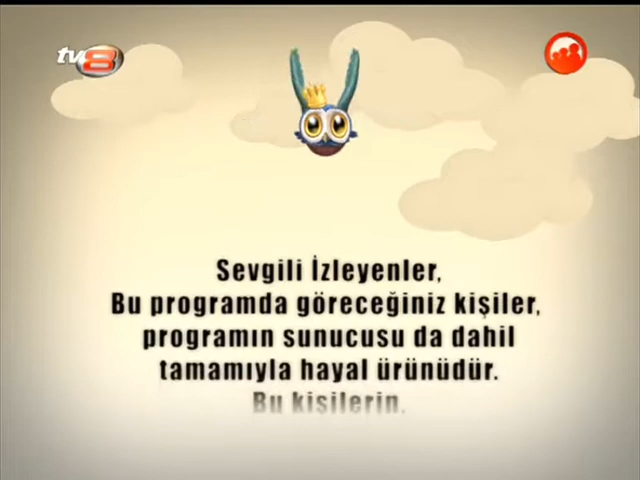 tv8
Sevgili İzleyenler,
Bu programda göreceğiniz kişiler,
programın sunucusu da dahil
tamamıyla hayal ürünüdür.
Bu kişilerin,